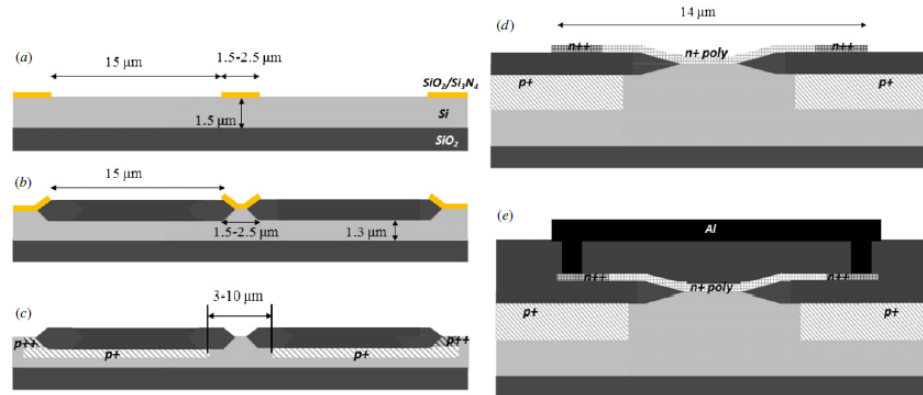 (a)
15 μm
1.5-2.5 μm
SiO₂/Si₃N₄
1.5 μm
Si
SiO₂
(b)
15 μm
1.5-2.5 μm
1.3 μm
(c)
3-10 μm
p++
p+
p+
p++
(d)
14 μm
n++
n+ poly
n++
p+
p+
(e)
Al
n++
n+ poly
n++
p+
p+